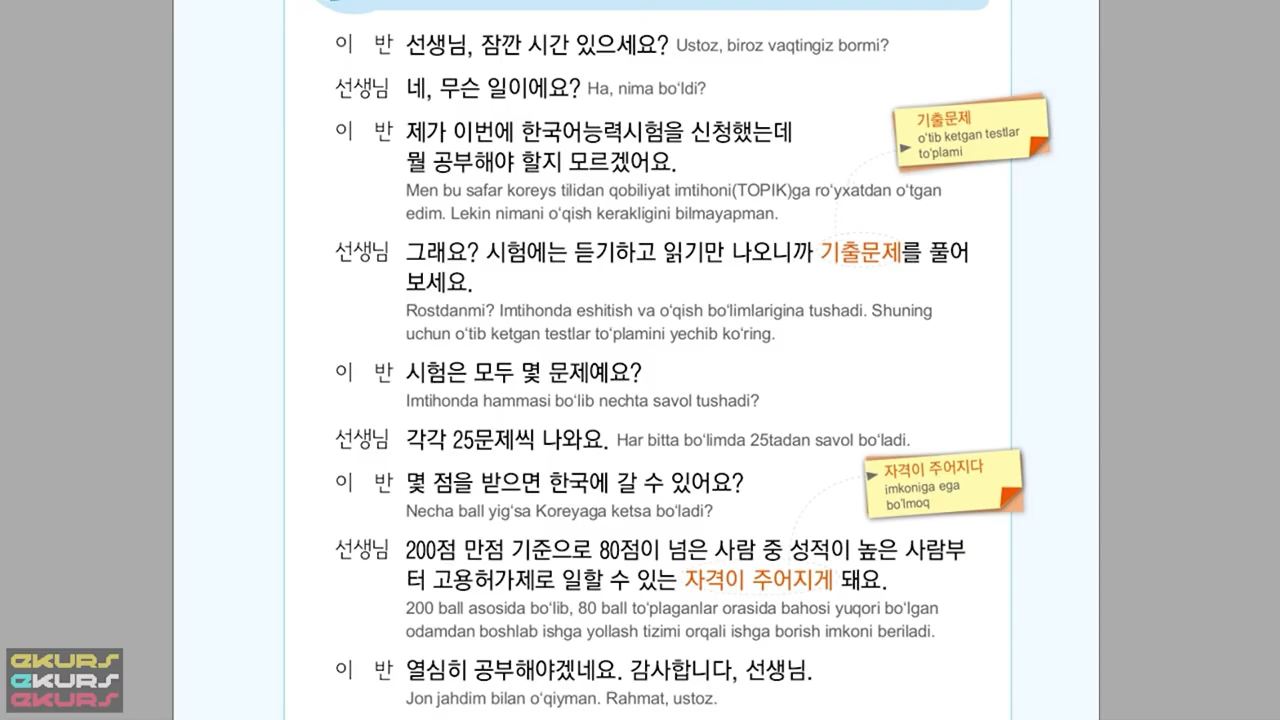 이 반 선생님, 잠깐 시간 있으세요? Ustoz, biroz vaqtingiz bormi?
선생님 네, 무슨 일이에요? Ha, nima bo‘ldi?
이 반 제가 이번에 한국어능력시험을 신청했는데
뭘 공부해야 할지 모르겠어요.
Men bu safar koreys tilidan qobiliyat imtihoni(TOPIK)ga ro‘yxatdan o‘tgan
edim. Lekin nimani o‘qish kerakligini bilmayapman.
기출문제
o‘tib ketgan testlar
to‘plami
선생님 그래요? 시험에는 듣기하고 읽기만 나오니까 기출문제를 풀어
보세요.
Rostdanmi? Imtihonda eshitish va o‘qish bo‘limlarigina tushadi. Shuning
uchun o‘tib ketgan testlar to‘plamini yechib ko‘ring.
이 반 시험은 모두 몇 문제예요?
Imtihonda hammasi bo‘lib nechta savol tushadi?
선생님 각각 25문제씩 나와요. Har bitta bo‘limda 25tadan savol bo‘ladi.
이 반 몇 점을 받으면 한국에 갈 수 있어요?
Necha ball yig‘sa Koreyaga ketsa bo‘ladi?
자격이 주어지다
imkoniga ega
bo‘lmoq
선생님 200점 만점 기준으로 80점이 넘은 사람 중 성적이 높은 사람부
터 고용허가제로 일할 수 있는 자격이 주어지게 돼요.
200 ball asosida bo‘lib, 80 ball to‘plaganlar orasida bahosi yuqori bo‘lgan
odamdan boshlab ishga yollash tizimi orqali ishga borish imkoni beriladi.
이 반 열심히 공부해야겠네요. 감사합니다, 선생님.
Jon jahdim bilan o‘qiyman. Rahmat, ustoz.
eKURS
eKURS
eKURS